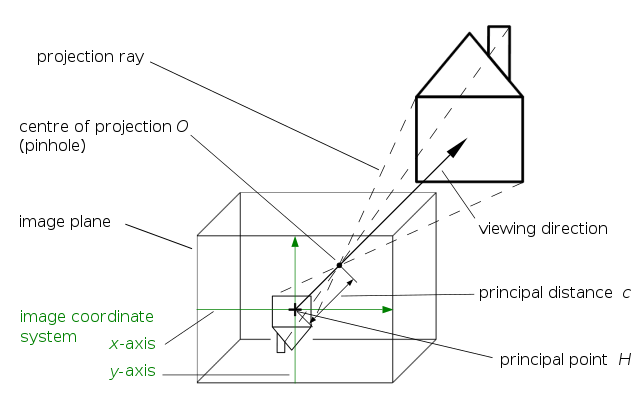 projection ray
centre of projection O
(pinhole)
image plane
viewing direction
principal distance c
image coordinate
system
x-axis
y-axis
principal point H